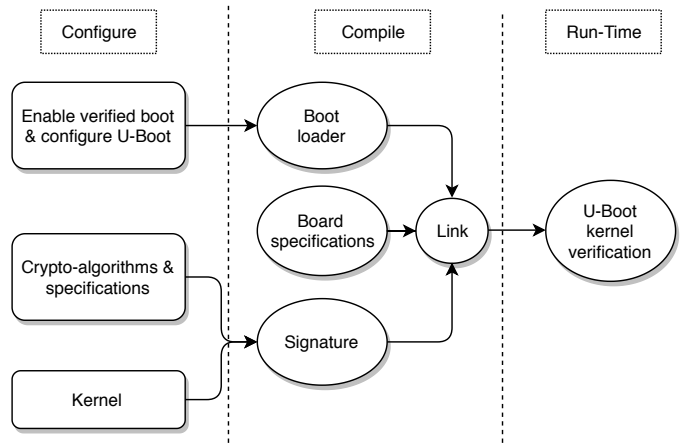 Configure
Compile
Run-Time
Enable verified boot
& configure U-Boot
Boot
loader
Board
specifications
Link
U-Boot
kernel
verification
Crypto-algorithms &
specifications
Signature
Kernel